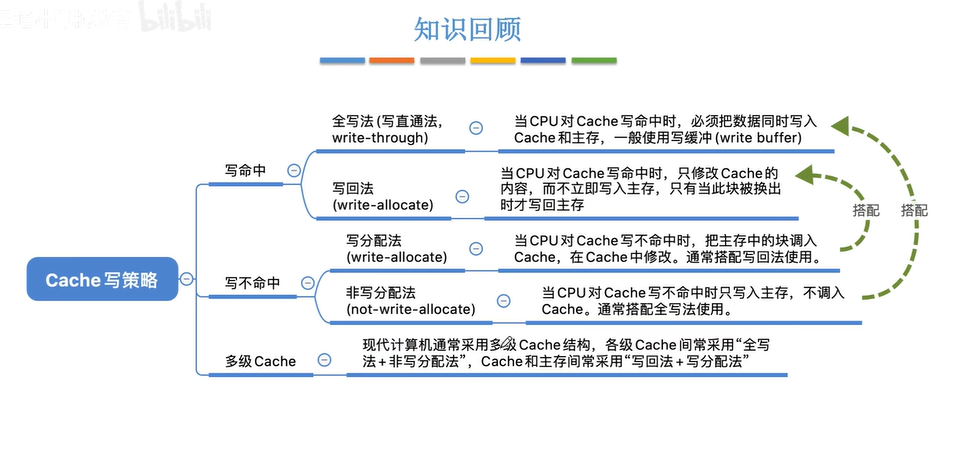 bilibili
知识回顾
全写法(写直通法，
write-through)
当CPU对Cache写命中时，必须把数据同时写入
Cache和主存，一般使用写缓冲(write buffer)
写命中
写回法
(write-allocate)
当CPU对Cache写命中时，只修改Cache的
内容，而不立即写入主存，只有当此块被换出
时才写回主存
搭配
搭配
Cache写策略
写分配法
(write-allocate)
当CPU对Cache写不命中时，把主存中的块调入
Cache，在Cache中修改。通常搭配写回法使用。
写不命中
非写分配法
(not-write-allocate)
当CPU对Cache写不命中时只写入主存，不调入
Cache。通常搭配全写法使用。
多级Cache
现代计算机通常采用多级Cache结构，各级Cache间常采用“全写
法+非写分配法”，Cache和主存间常采用“写回法+写分配法”